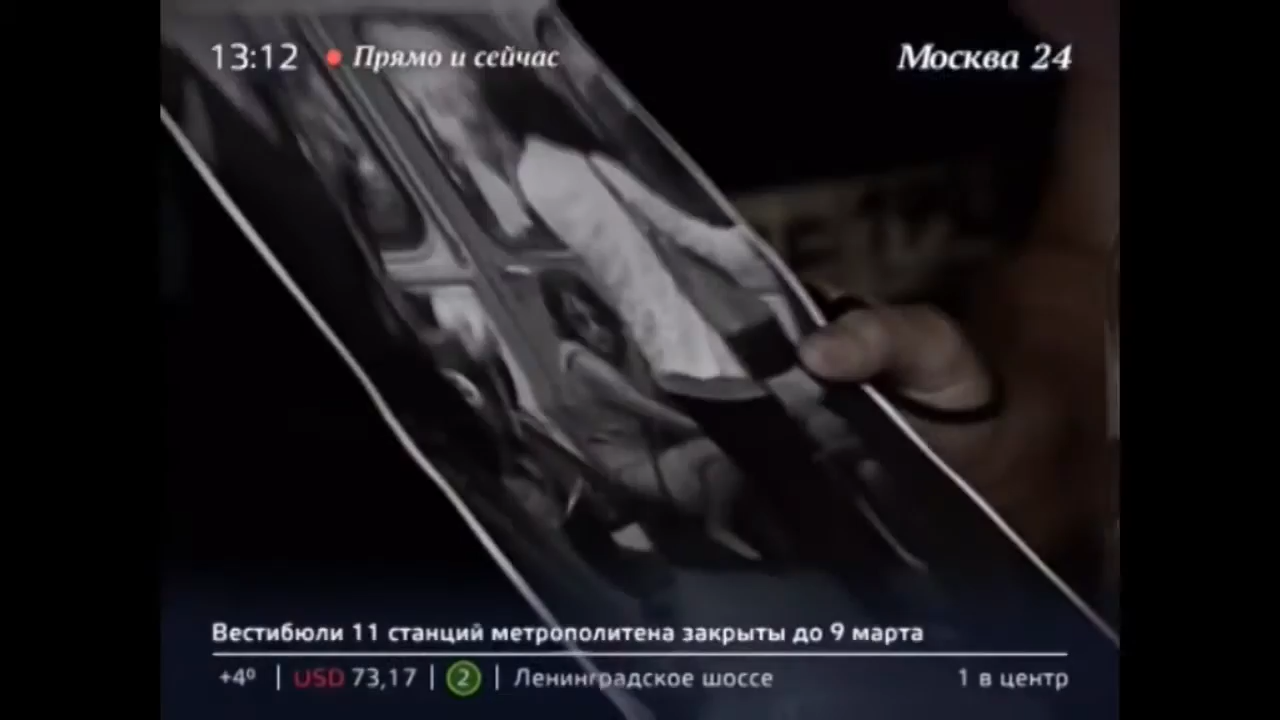 13:12 Прямо и сейчас Москва 24
Вестибюли 11 станций метрополитена закрыты до 9 марта
+4º | USD 73,17 | 2 | Ленинградское шоссе 1 в центр